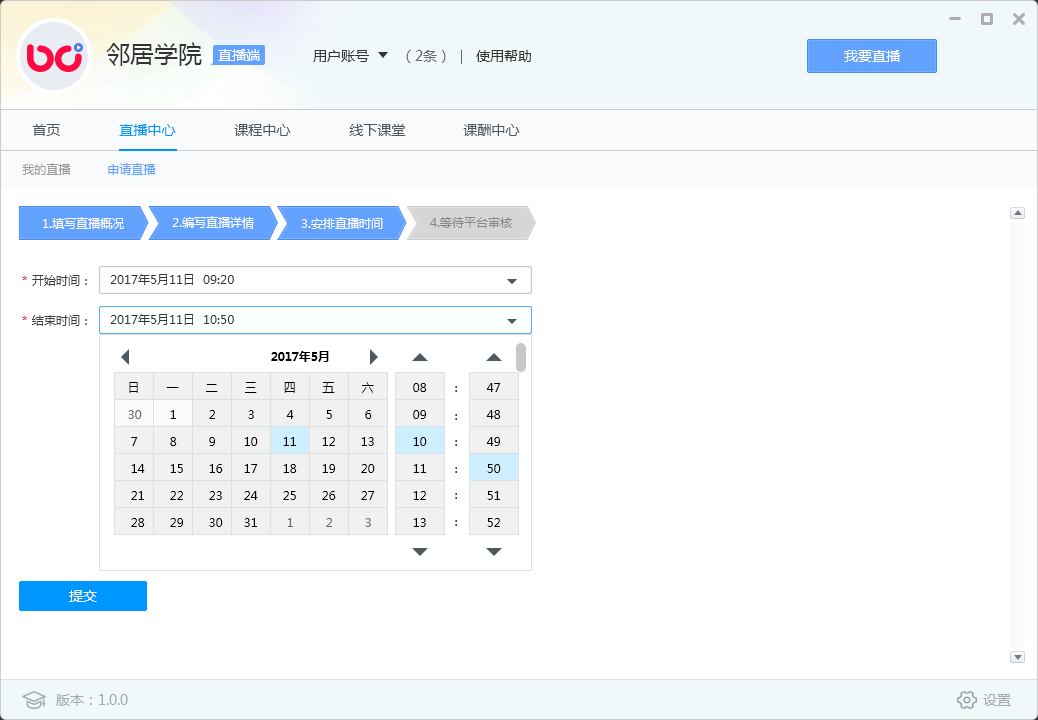 邻居学院 直播端 用户账号 （2条） | 使用帮助 我要直播
首页 直播中心 课程中心 线下课堂 课酬中心
我的直播 申请直播
1.填写直播概况 2.编写直播详情 3.安排直播时间 4.等待平台审核
* 开始时间： 2017年5月11日 09:20
* 结束时间： 2017年5月11日 10:50
2017年5月
日 一 二 三 四 五 六 08 : 47
30 1 2 3 4 5 6 09 : 48
7 8 9 10 11 12 13 10 : 49
14 15 16 17 18 19 20 11 : 50
21 22 23 24 25 26 27 12 : 51
28 29 30 31 1 2 3 13 : 52
提交
版本：1.0.0 设置